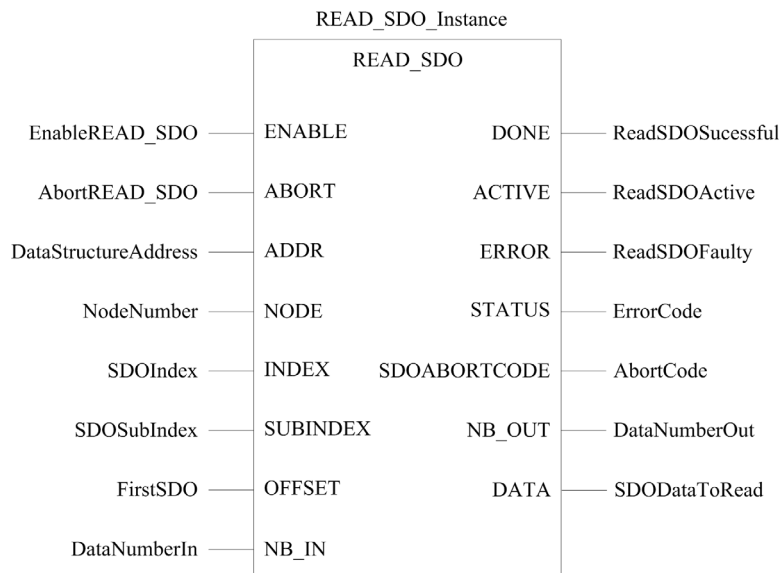 READ_SDO_Instance
READ_SDO
EnableREAD_SDO ENABLE DONE ReadSDOSucessful
AbortREAD_SDO ABORT ACTIVE ReadSDOActive
DataStructureAddress ADDR ERROR ReadSDOFaulty
NodeNumber NODE STATUS ErrorCode
SDOIndex INDEX SDOABORTCODE AbortCode
SDOSubIndex SUBINDEX NB_OUT DataNumberOut
FirstSDO OFFSET DATA SDODataToRead
DataNumberIn NB_IN